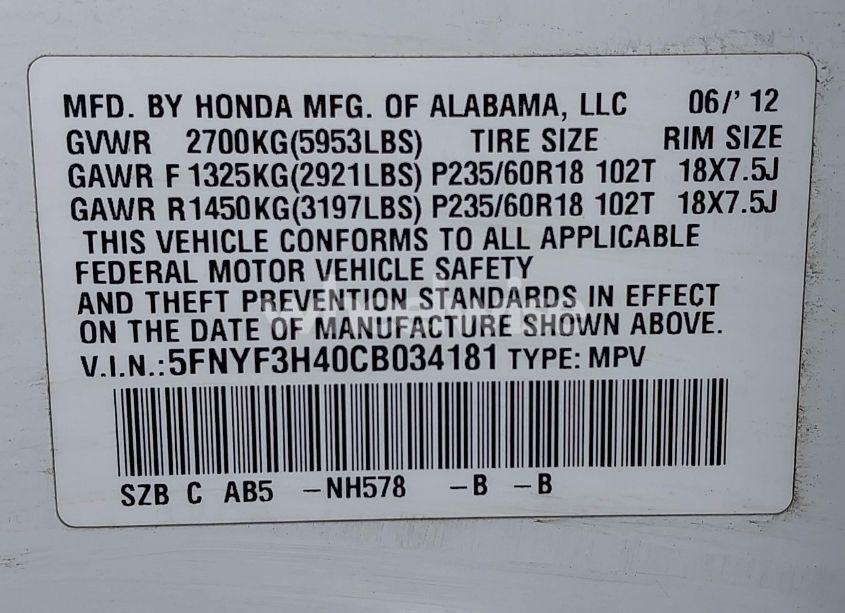 MFD. BY HONDA MFG. OF ALABAMA, LLC 06/' 12
GVWR 2700KG(5953LBS) TIRE SIZE RIM SIZE
GAWR F 1325KG(2921LBS) P235/60R18 102T 18X7.5J
GAWR R1450KG(3197LBS) P235/60R18 102T 18X7.5J
THIS VEHICLE CONFORMS TO ALL APPLICABLE
FEDERAL MOTOR VEHICLE SAFETY
AND THEFT PREVENTION STANDARDS IN EFFECT
ON THE DATE OF MANUFACTURE SHOWN ABOVE.
V.I.N.:5FNYF3H40CB034181 TYPE: MPV
SZB C AB5 -NH578 -B -B